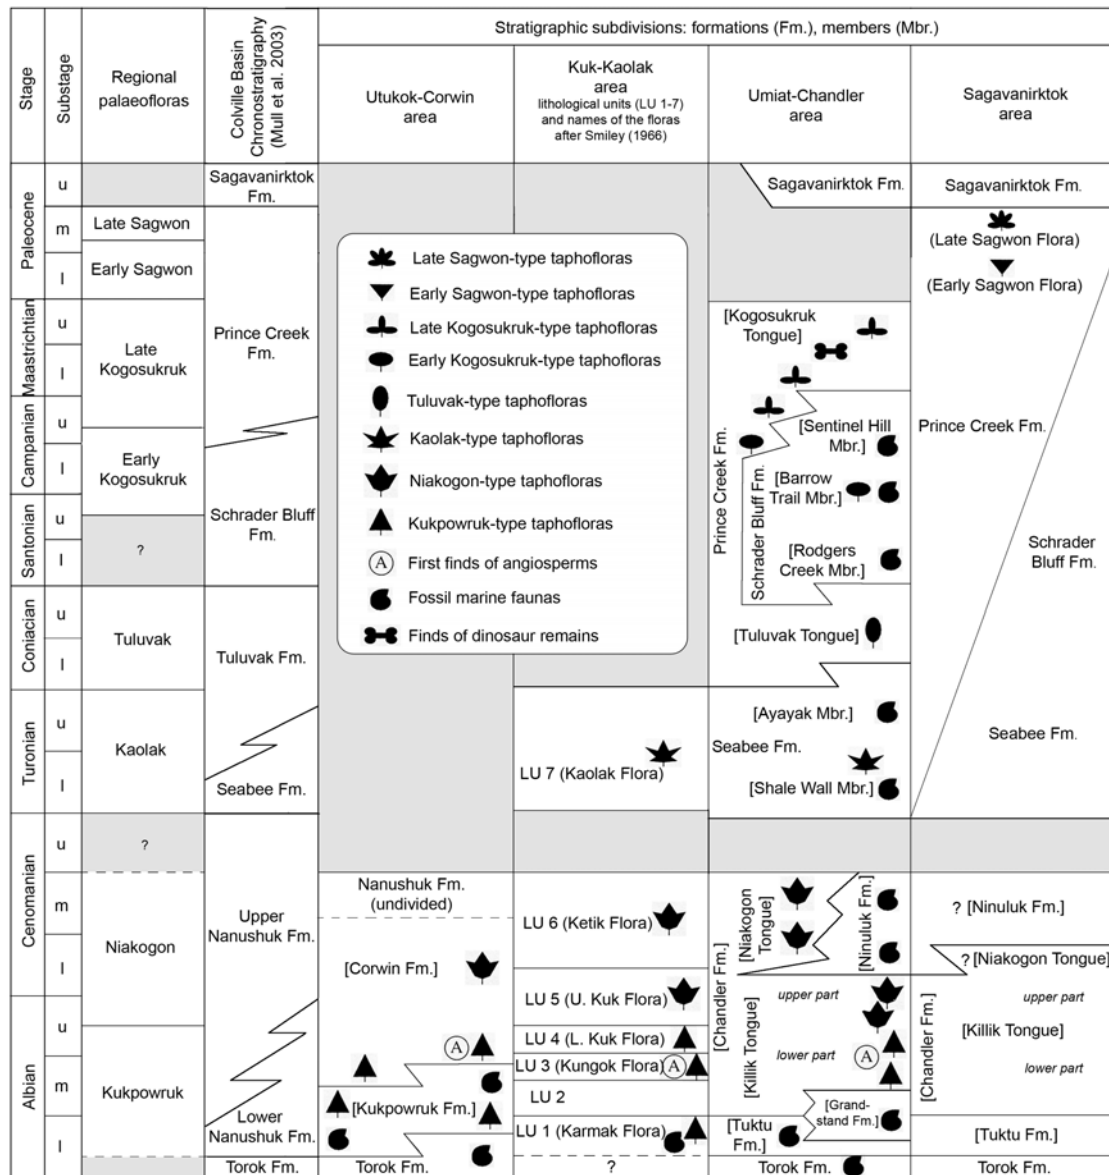 Stage
Substage
Regional
palaeofloras
Colville Basin
Chronostratigraphy
(Mull et al. 2003)
Stratigraphic subdivisions: formations (Fm.), members (Mbr.)
Utukok-Corwin
area
Kuk-Kaolak
area
lithological units (LU 1-7)
and names of the floras
after Smiley (1966)
Umiat-Chandler
area
Sagavanirktok
area
Paleocene
u
m
l
Maastrichtian
u
l
Campanian
u
l
Santonian
u
l
Coniacian
u
l
Turonian
u
l
Cenomanian
u
m
l
Albian
u
m
l
Late Sagwon
Early Sagwon
Late
Kogosukruk
Early
Kogosukruk
?
Tuluvak
Kaolak
?
Niakogon
Kukpowruk
Sagavanirktok
Fm.
Prince Creek
Fm.
Schrader Bluff
Fm.
Tuluvak Fm.
Seabee Fm.
Upper
Nanushuk Fm.
Lower
Nanushuk Fm.
Torok Fm.
Late Sagwon-type taphofloras
Early Sagwon-type taphofloras
Late Kogosukruk-type taphofloras
Early Kogosukruk-type taphofloras
Tuluvak-type taphofloras
Kaolak-type taphofloras
Niakogon-type taphofloras
Kukpowruk-type taphofloras
A First finds of angiosperms
Fossil marine faunas
Finds of dinosaur remains
Nanushuk Fm.
(undivided)
[Corwin Fm.]
A
[Kukpowruk Fm.]
Torok Fm.
LU 7 (Kaolak Flora)
LU 6 (Ketik Flora)
LU 5 (U. Kuk Flora)
LU 4 (L. Kuk Flora)
LU 3 (Kungok Flora) A
LU 2
LU 1 (Karmak Flora)
?
Sagavanirktok Fm.
[Kogosukruk
Tongue]
Prince Creek Fm.
Schrader Bluff Fm.
[Sentinel Hill
Mbr.]
[Barrow
Trail Mbr.]
[Rodgers
Creek Mbr.]
[Tuluvak Tongue]
[Ayayak Mbr.]
Seabee Fm.
[Shale Wall Mbr.]
[Chandler Fm.]
[Niakogon
Tongue]
[Ninuluk Fm.]
[Killik Tongue]
upper part
lower part
A
[Grand-
stand Fm.]
[Tuktu
Fm.]
Torok Fm.
Sagavanirktok Fm.
(Late Sagwon Flora)
(Early Sagwon Flora)
Prince Creek Fm.
Schrader
Bluff Fm.
Seabee Fm.
? [Ninuluk Fm.]
? [Niakogon Tongue]
[Chandler Fm.]
upper part
[Killik Tongue]
lower part
[Tuktu Fm.]
Torok Fm.